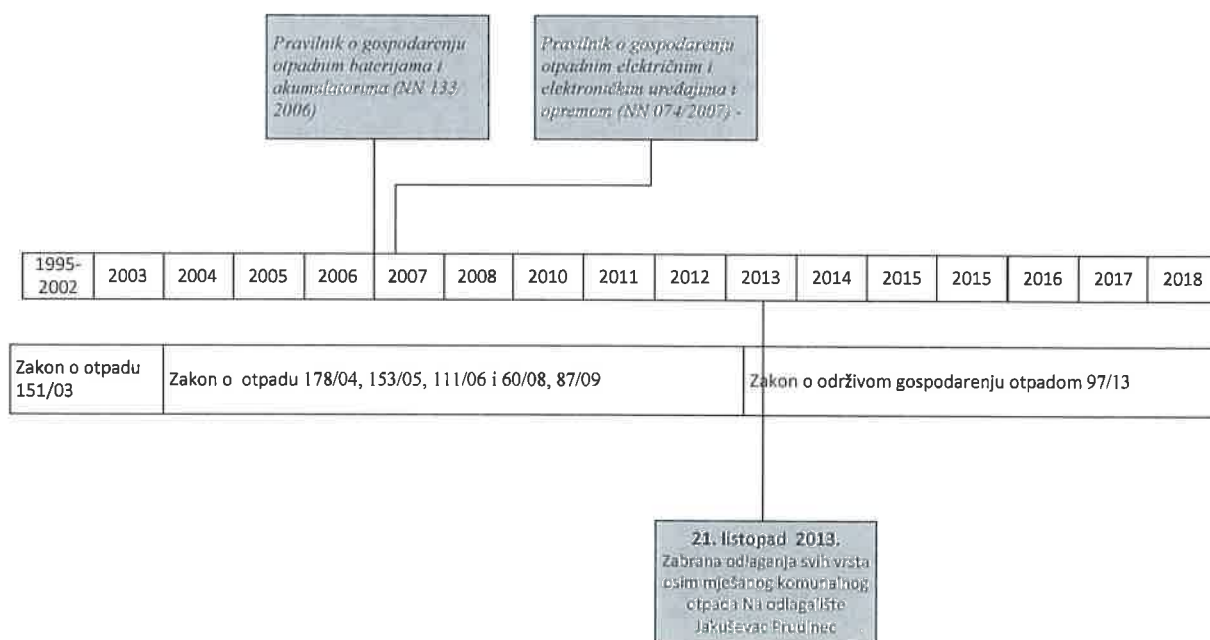 Pravilnik o gospodarenju
otpadnim baterijama i
akumulatorima (NN 133/
2006)
Pravilnik o gospodarenju
otpadnim električnim i
elektroničkim uređajima i
opremom (NN 074/2007) -
1995-
2002
2003
2004
2005
2006
2007
2008
2010
2011
2012
2013
2014
2015
2015
2016
2017
2018
Zakon o otpadu
151/03
Zakon o otpadu 178/04, 153/05, 111/06 i 60/08, 87/09
Zakon o održivom gospodarenju otpadom 97/13
21. listopad 2013.
Zabrana odlaganja svih vrsta
osim mješanog komunalnog
otpada Na odlagalište
Jakuševac Prudinec